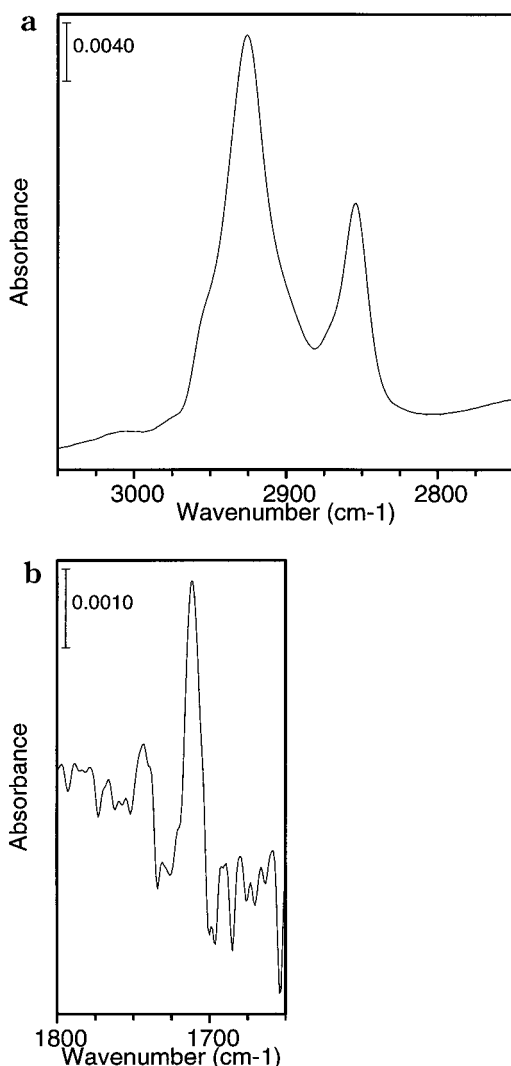 a
0.0040
Absorbance
3000 2900 2800
Wavenumber (cm-1)
b
0.0010
Absorbance
1800 1700
Wavenumber (cm-1)